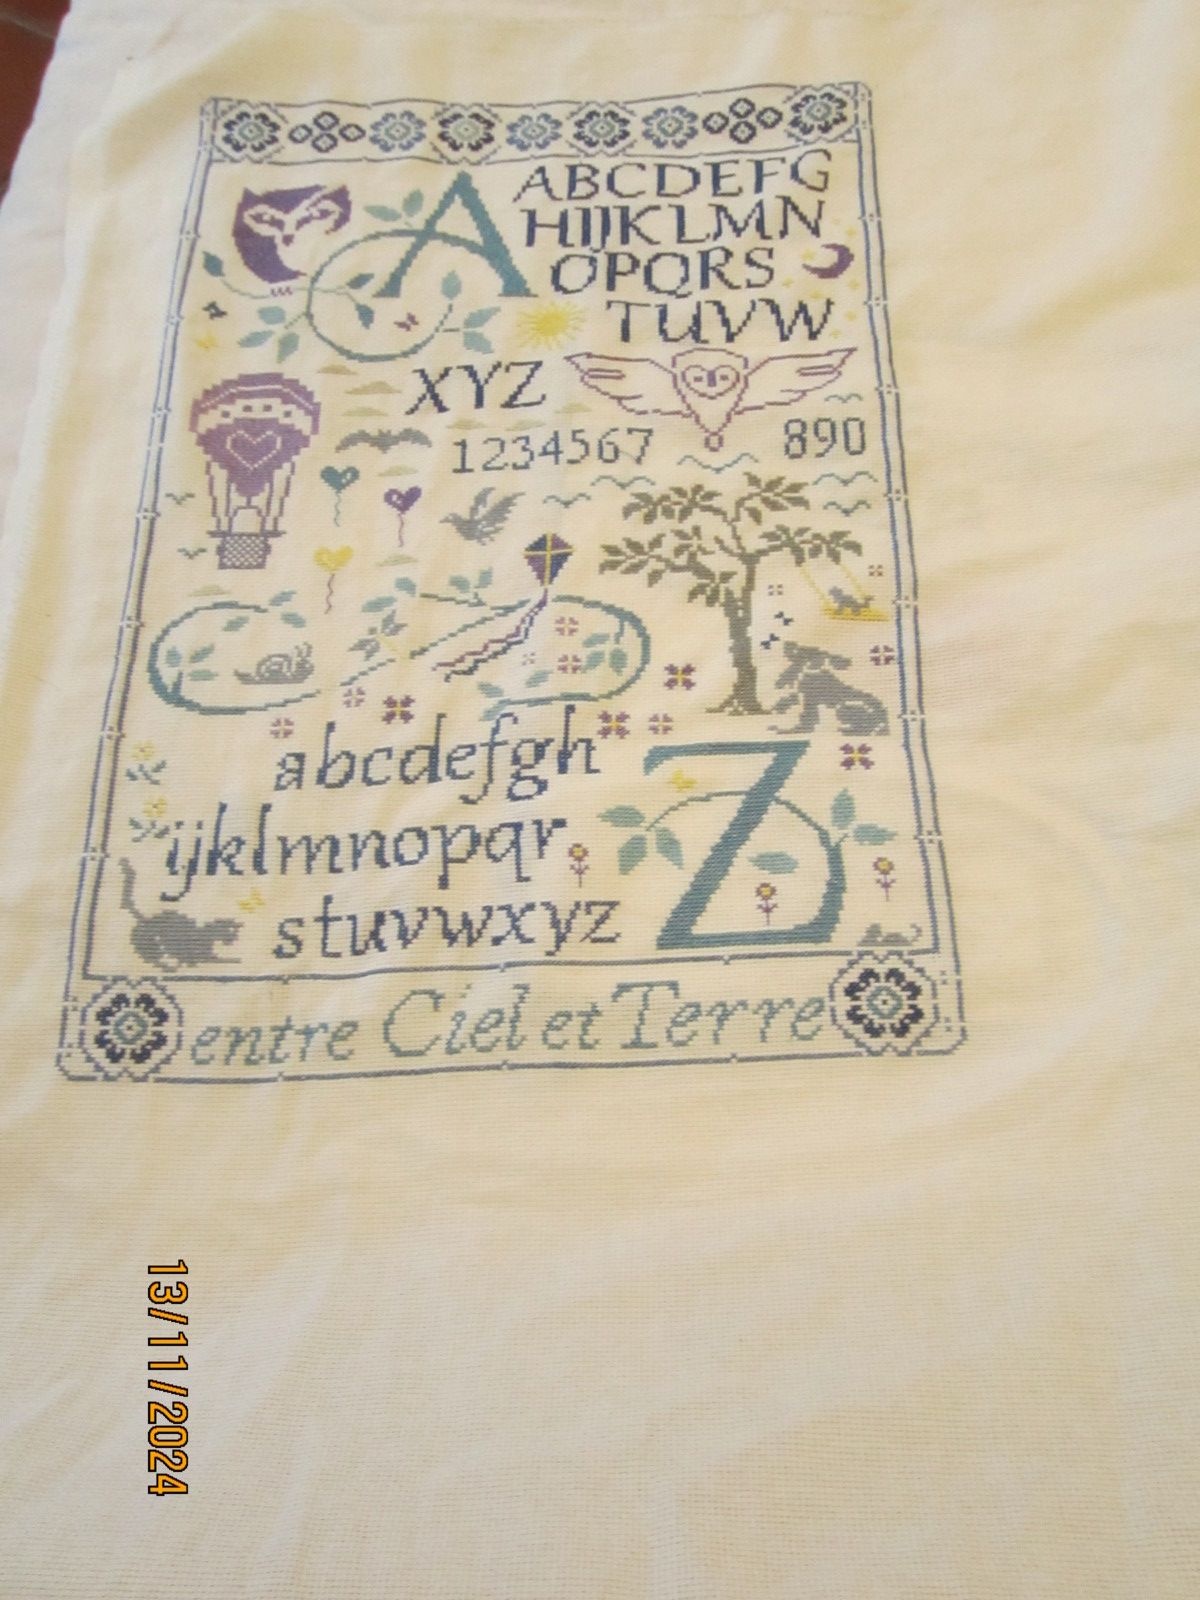 A
ABCDEFG
HIJKLMN
OPQRS
TUVW
XYZ
1234567 890
abcdefgh
ijklmnopqr
stuvwxyz
Z
entre Ciel et Terre
13/11/2024